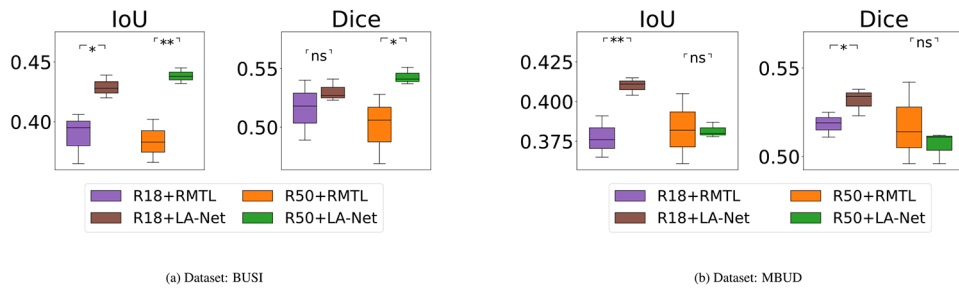 IoU
Dice
0.45
0.40
*
**
0.55
0.50
ns
*
R18+RMTL
R50+RMTL
R18+LA-Net
R50+LA-Net
(a) Dataset: BUSI
IoU
Dice
0.425
0.400
0.375
**
ns
0.55
0.50
*
ns
R18+RMTL
R50+RMTL
R18+LA-Net
R50+LA-Net
(b) Dataset: MBUD